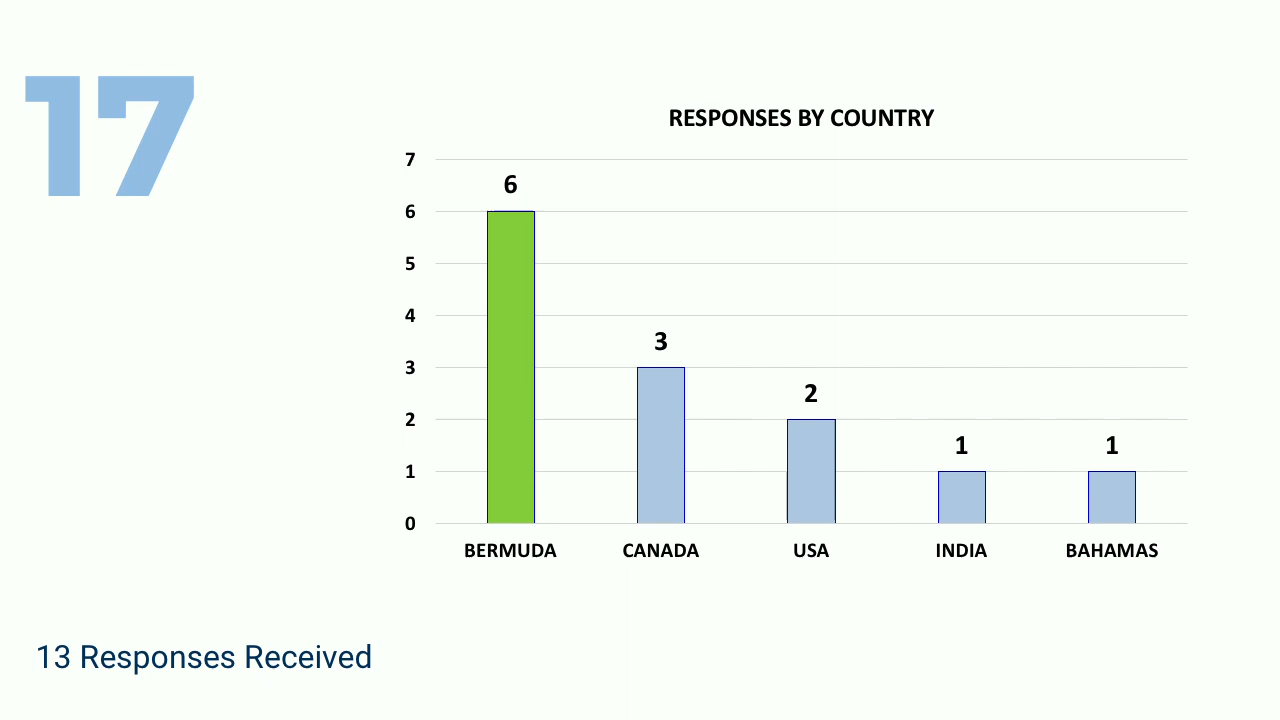 17
RESPONSES BY COUNTRY
7
6
5
4
3
2
1
0
6
3
2
1
1
BERMUDA
CANADA
USA
INDIA
BAHAMAS
13 Responses Received